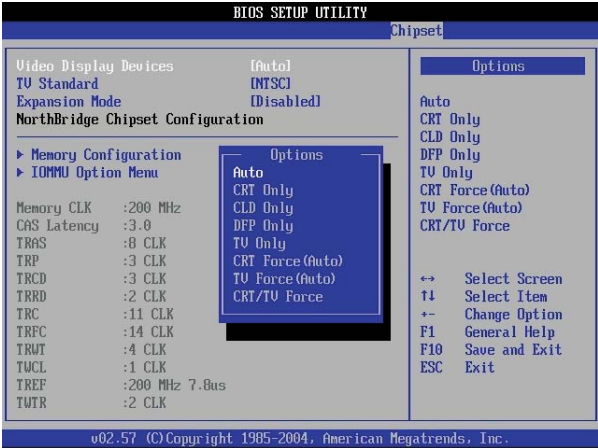 BIOS SETUP UTILITY
Chipset
Video Display Devices [Auto]
TV Standard [NTSC]
Expansion Mode [Disabled]
NorthBridge Chipset Configuration
Memory Configuration
IOMMU Option Menu
Memory CLK :200 MHz
CAS Latency :3.0
TRAS :8 CLK
TRP :3 CLK
TRCD :3 CLK
TRRD :2 CLK
TRC :11 CLK
TRFC :14 CLK
TRWT :4 CLK
TWCL :1 CLK
TREF :200 MHz 7.8us
TWTR :2 CLK
Options
Auto
CRT Only
CLD Only
DFP Only
TV Only
CRT Force(Auto)
TV Force(Auto)
CRT/TV Force
Options
Auto
CRT Only
CLD Only
DFP Only
TV Only
CRT Force(Auto)
TV Force(Auto)
CRT/TV Force
↔ Select Screen
↑↓ Select Item
+- Change Option
F1 General Help
F10 Save and Exit
ESC Exit
v02.57 (C)Copyright 1985-2004, American Megatrends, Inc.